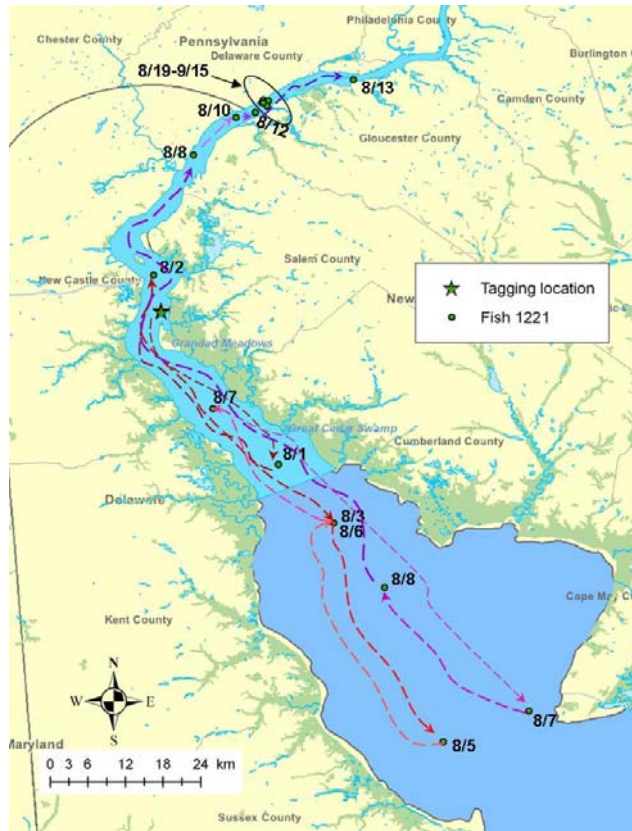 Philadelphia County
Chester County
Pennsylvania
Delaware County
Burlington C
8/19-9/15
8/13
8/10
8/12
Camden County
Gloucester County
8/8
Salem County
8/2
New Castle County
New
Tagging location
Fish 1221
8/7
Great Cedar Swamp
Cumberland County
8/1
Delaware
8/3
8/6
8/8
Cape May C
Kent County
N
W
E
S
8/7
8/5
Maryland
0 3 6 12 18 24
km
Sussex County